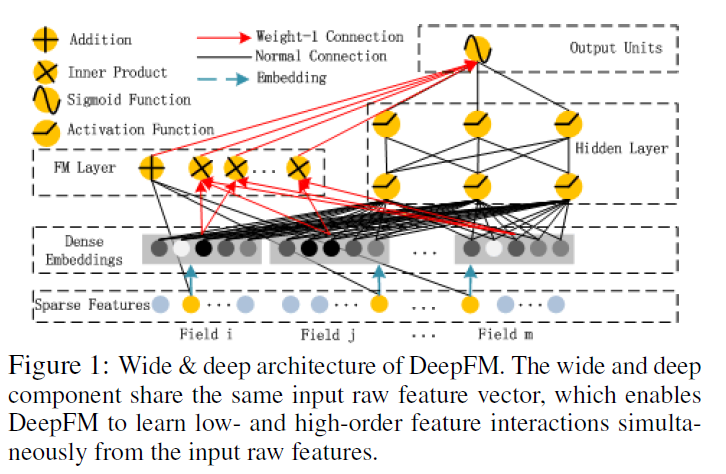 Addition
Inner Product
Sigmoid Function
Activation Function
Weight-1 Connection
Normal Connection
Embedding
Output Units
Hidden Layer
FM Layer
...
Dense
Embeddings
...
Sparse Features
... ... ... ...
Field i Field j ... Field m
Figure 1: Wide & deep architecture of DeepFM. The wide and deep
component share the same input raw feature vector, which enables
DeepFM to learn low- and high-order feature interactions simulta-
neously from the input raw features.